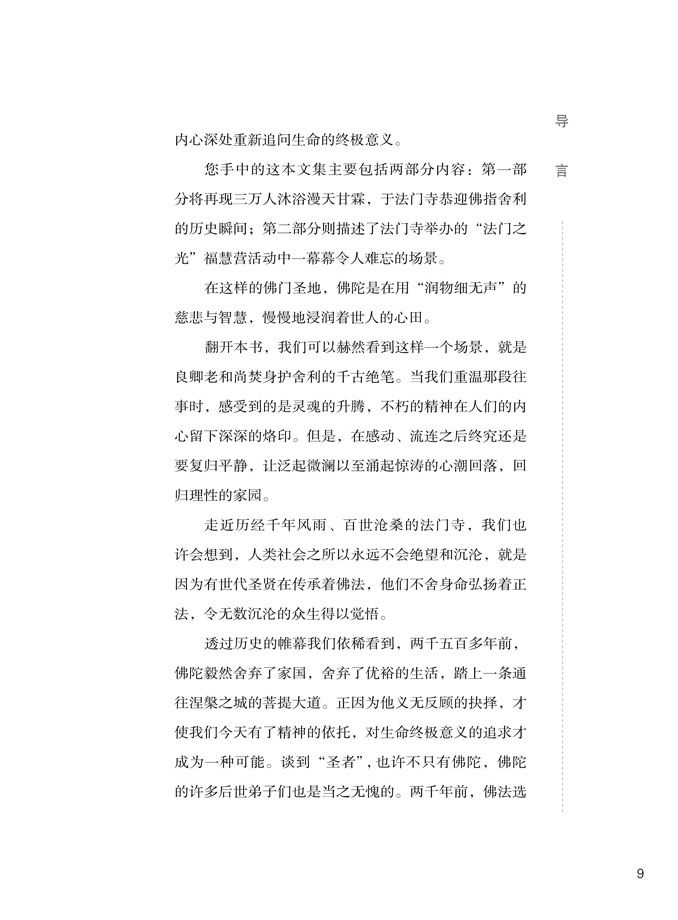 导
言
内心深处重新追问生命的终极意义。
您手中的这本文集主要包括两部分内容：第一部
分将再现三万人沐浴漫天甘霖，于法门寺恭迎佛指舍利
的历史瞬间；第二部分则描述了法门寺举办的“法门之
光”福慧营活动中一幕幕令人难忘的场景。
在这样的佛门圣地，佛陀是在用“润物细无声”的
慈悲与智慧，慢慢地浸润着世人的心田。
翻开本书，我们可以赫然看到这样一个场景，就是
良卿老和尚焚身护舍利的千古绝笔。当我们重温那段往
事时，感受到的是灵魂的升腾，不朽的精神在人们的内
心留下深深的烙印。但是，在感动、流连之后终究还是
要复归平静，让泛起微澜以至涌起惊涛的心潮回落，回
归理性的家园。
走近历经千年风雨、百世沧桑的法门寺，我们也
许会想到，人类社会之所以永远不会绝望和沉沦，就是
因为有世代圣贤在传承着佛法，他们不舍身命弘扬着正
法，令无数沉沦的众生得以觉悟。
透过历史的帷幕我们依稀看到，两千五百多年前，
佛陀毅然舍弃了家国，舍弃了优裕的生活，踏上一条通
往涅槃之城的菩提大道。正因为他义无反顾的抉择，才
使我们今天有了精神的依托，对生命终极意义的追求才
成为一种可能。谈到“圣者”，也许不只有佛陀，佛陀
的许多后世弟子们也是当之无愧的。两千年前，佛法选
9